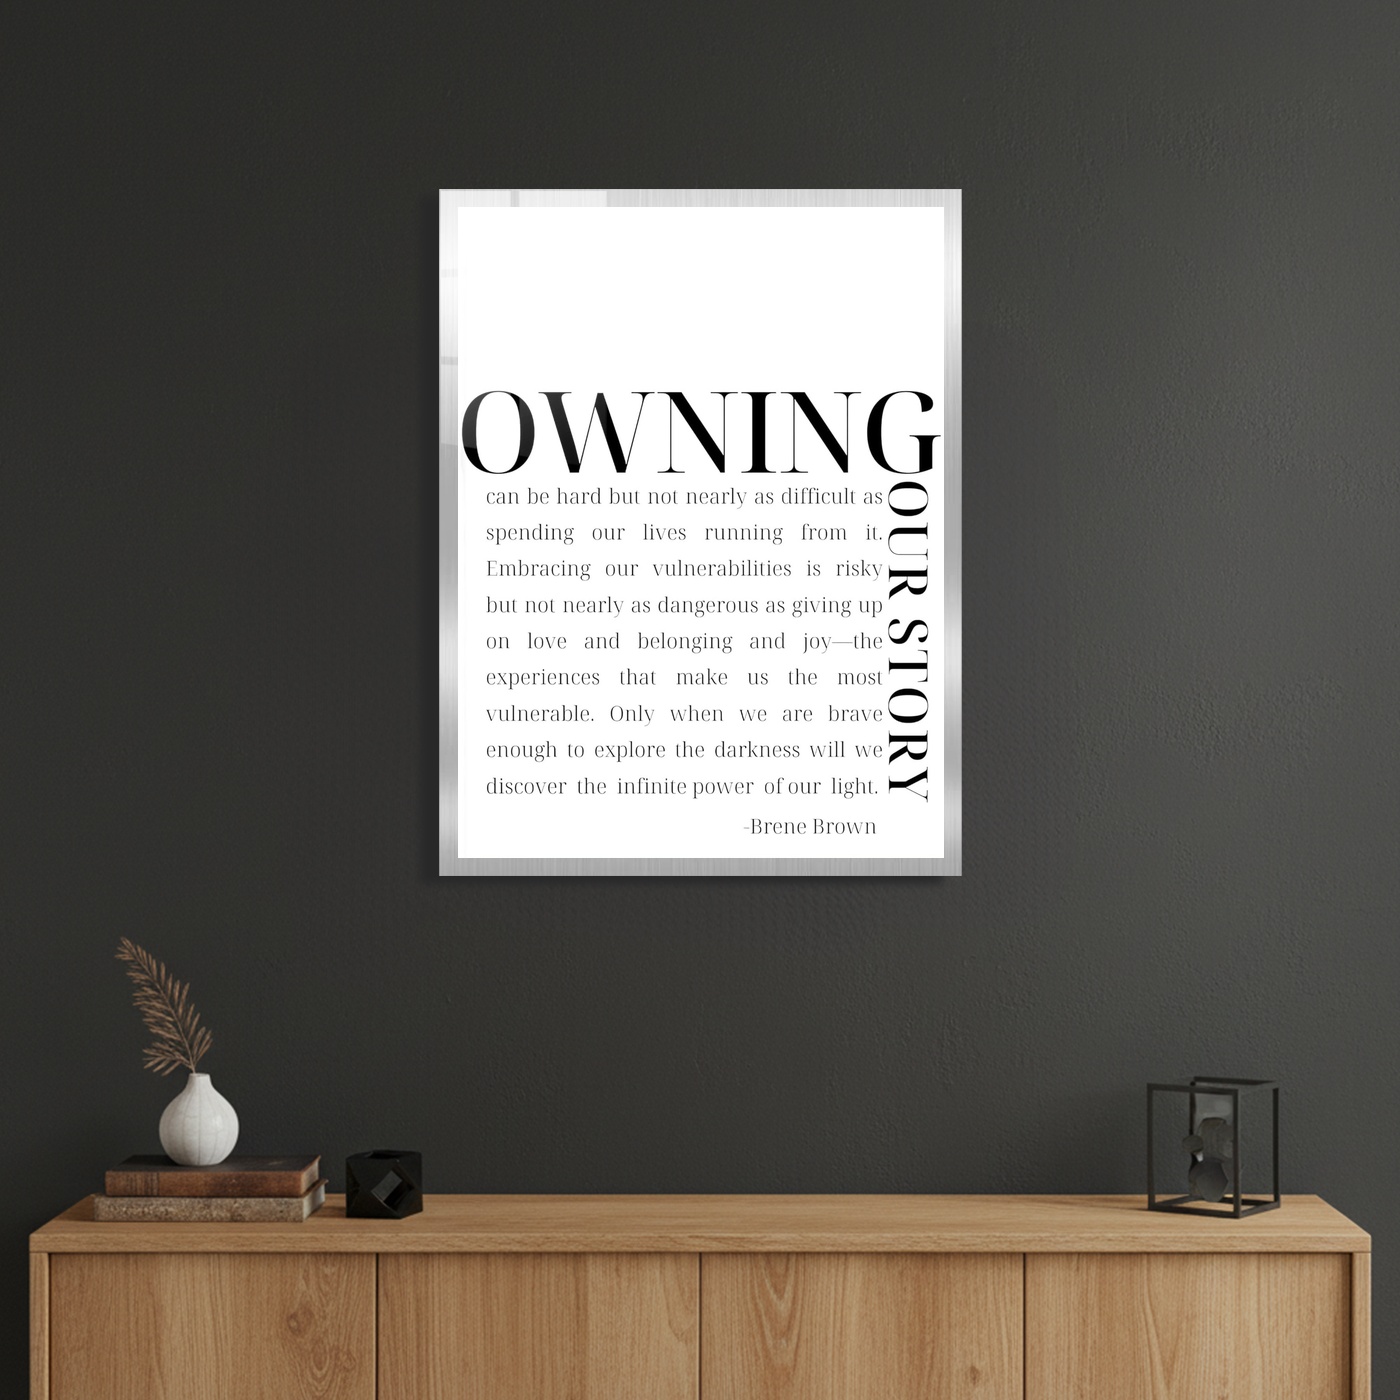 OWNING
OUR STORY
can be hard but not nearly as difficult as
spending our lives running from it.
Embracing our vulnerabilities is risky
but not nearly as dangerous as giving up
on love and belonging and joy—the
experiences that make us the most
vulnerable. Only when we are brave
enough to explore the darkness will we
discover the infinite power of our light.
-Brene Brown